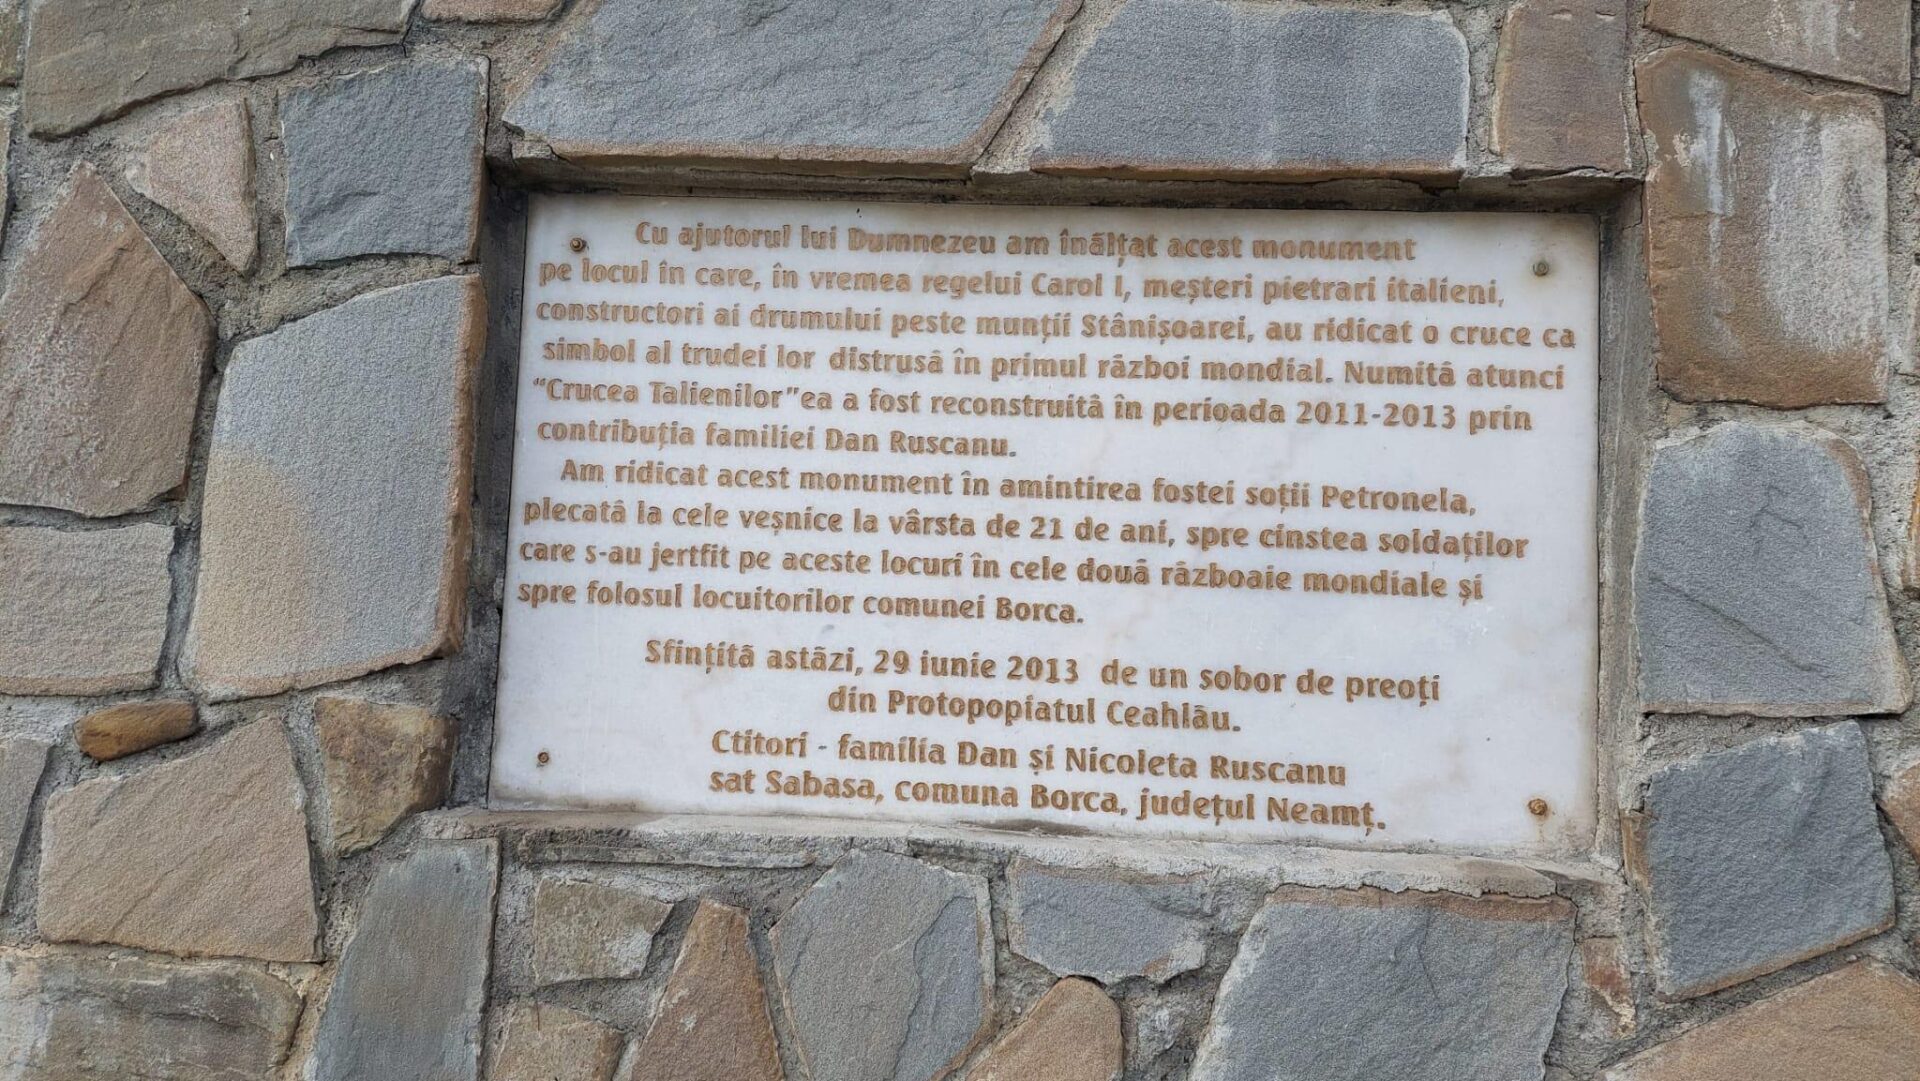 Cu ajutorul lui Dumnezeu am înălțat acest monument
pe locul în care, în vremea regelui Carol I, meșteri pietrari italieni,
constructori ai drumului peste munții Stânișoarei, au ridicat o cruce ca
simbol al trudei lor distrusă în primul război mondial. Numită atunci
"Crucea Talienilor" ea a fost reconstruită în perioada 2011-2013 prin
contribuția familiei Dan Ruscanu.
Am ridicat acest monument în amintirea fostei soții Petronela,
plecată la cele veșnice la vârsta de 21 de ani, spre cinstea soldaților
care s-au jertfit pe aceste locuri în cele două războaie mondiale și
spre folosul locuitorilor comunei Borca.
Sfințită astăzi, 29 iunie 2013 de un sobor de preoți
din Protopopiatul Ceahlău.
Ctitori - familia Dan și Nicoleta Ruscanu
sat Sabasa, comuna Borca, județul Neamț.